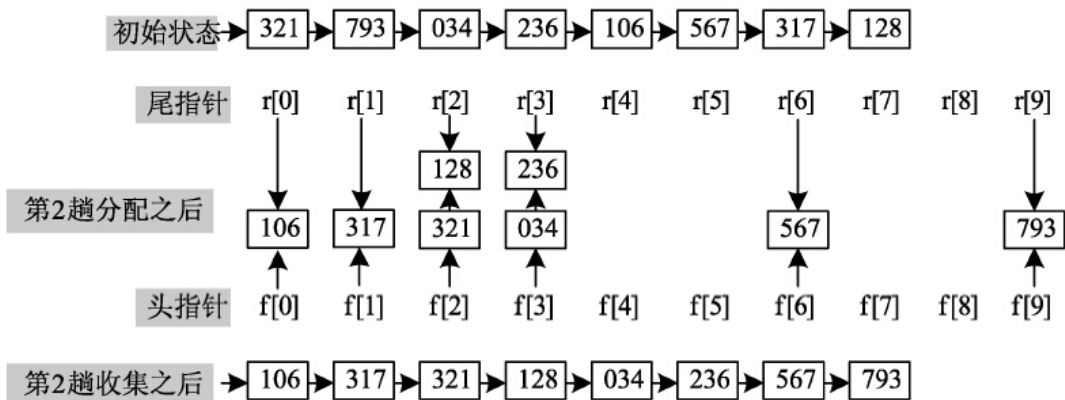 初始状态 321 793 034 236 106 567 317 128
尾指针 r[0] r[1] r[2] r[3] r[4] r[5] r[6] r[7] r[8] r[9]
128 236
第2趟分配之后 106 317 321 034 567 793
头指针 f[0] f[1] f[2] f[3] f[4] f[5] f[6] f[7] f[8] f[9]
第2趟收集之后 106 317 321 128 034 236 567 793